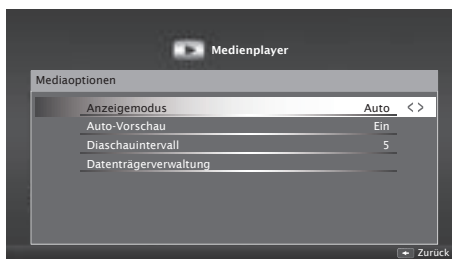 Medienplayer
Mediaoptionen
Anzeigemodus Auto < >
Auto-Vorschau Ein
Diaschauintervall 5
Datenträgerverwaltung
Zurück